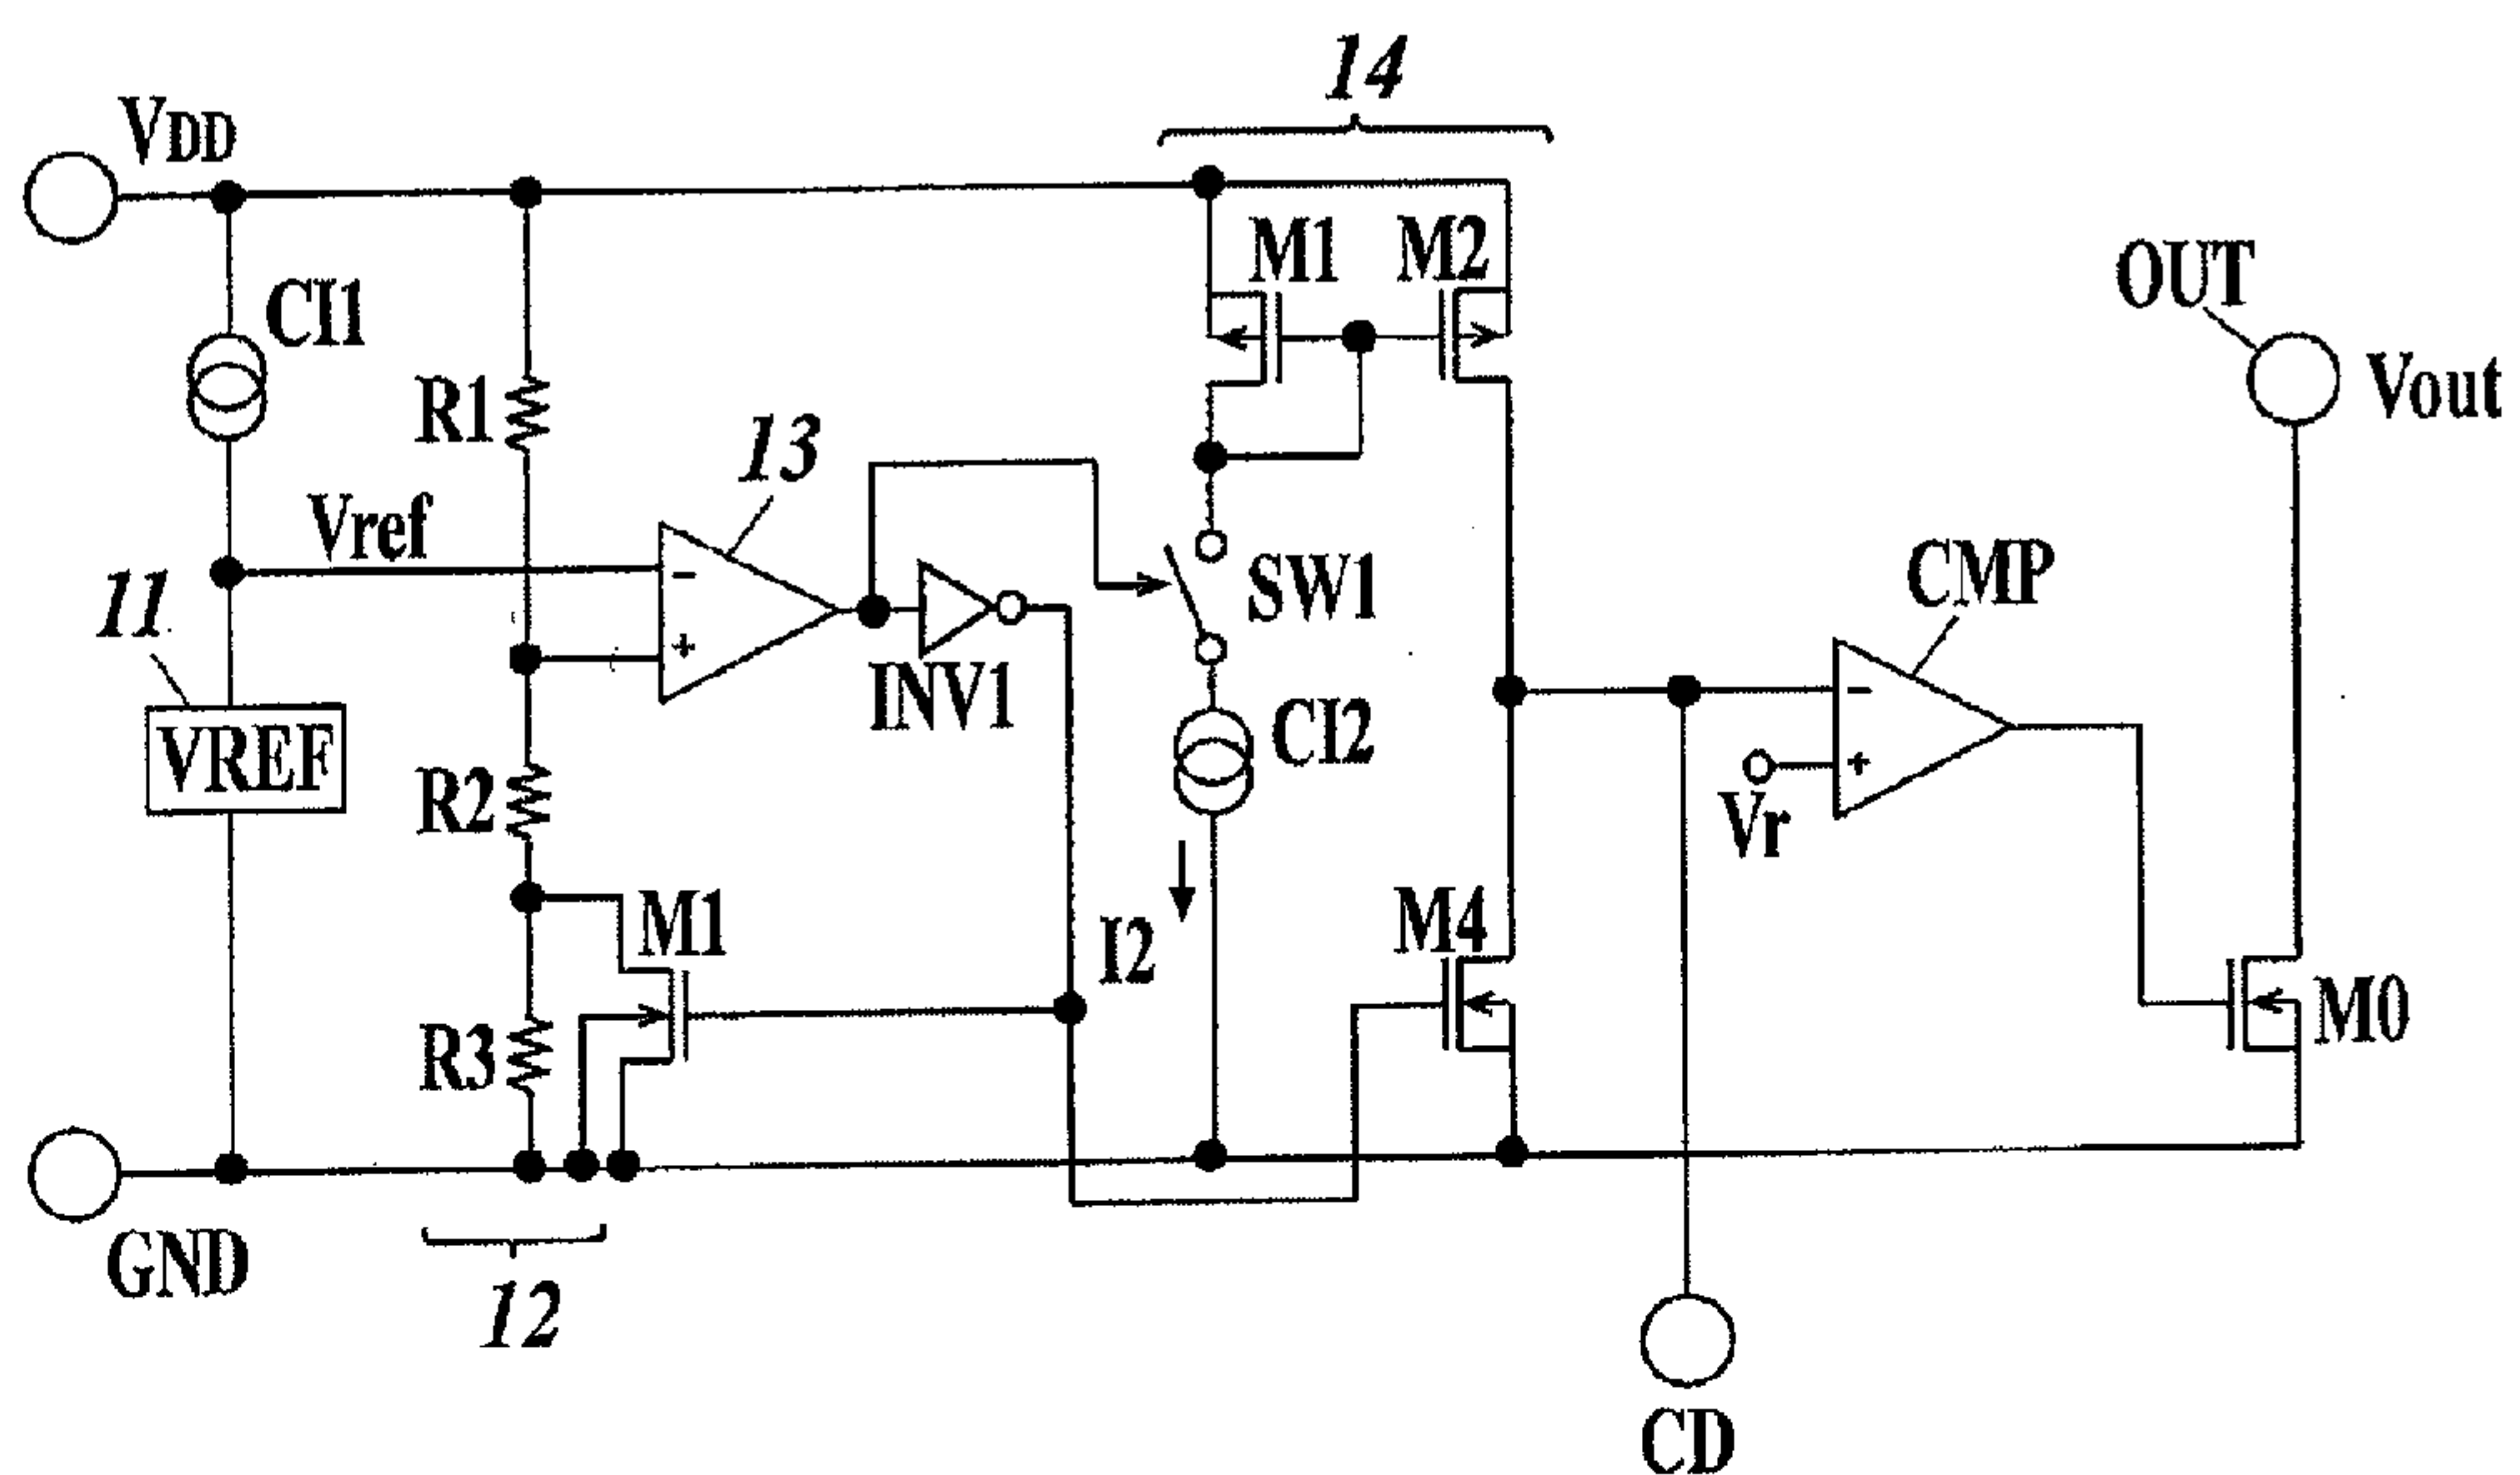 14
VDD
M1 M2
OUT
CI1
Vout
R1
13
Vref
-
SW1
CMP
11
+
INV1
CI2
-
VREF
R2
+
Vr
M1
M4
I2
M0
R3
GND
12
CD